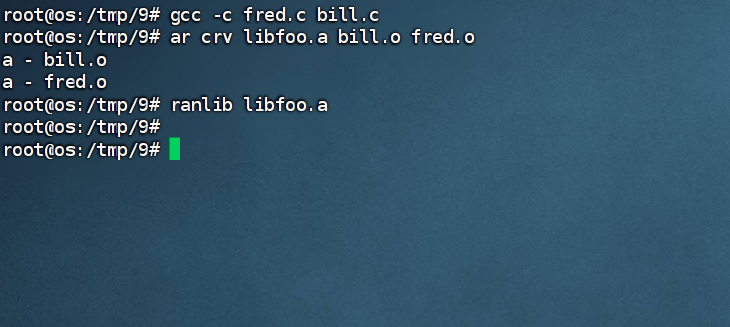 root@os:/tmp/9# gcc -c fred.c bill.c
root@os:/tmp/9# ar crv libfoo.a bill.o fred.o
a - bill.o
a - fred.o
root@os:/tmp/9# ranlib libfoo.a
root@os:/tmp/9#
root@os:/tmp/9#